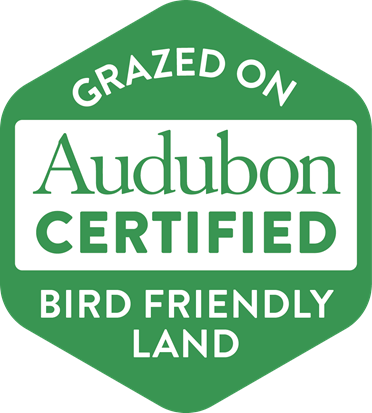 GRAZED ON
Audubon
CERTIFIED
BIRD FRIENDLY
LAND